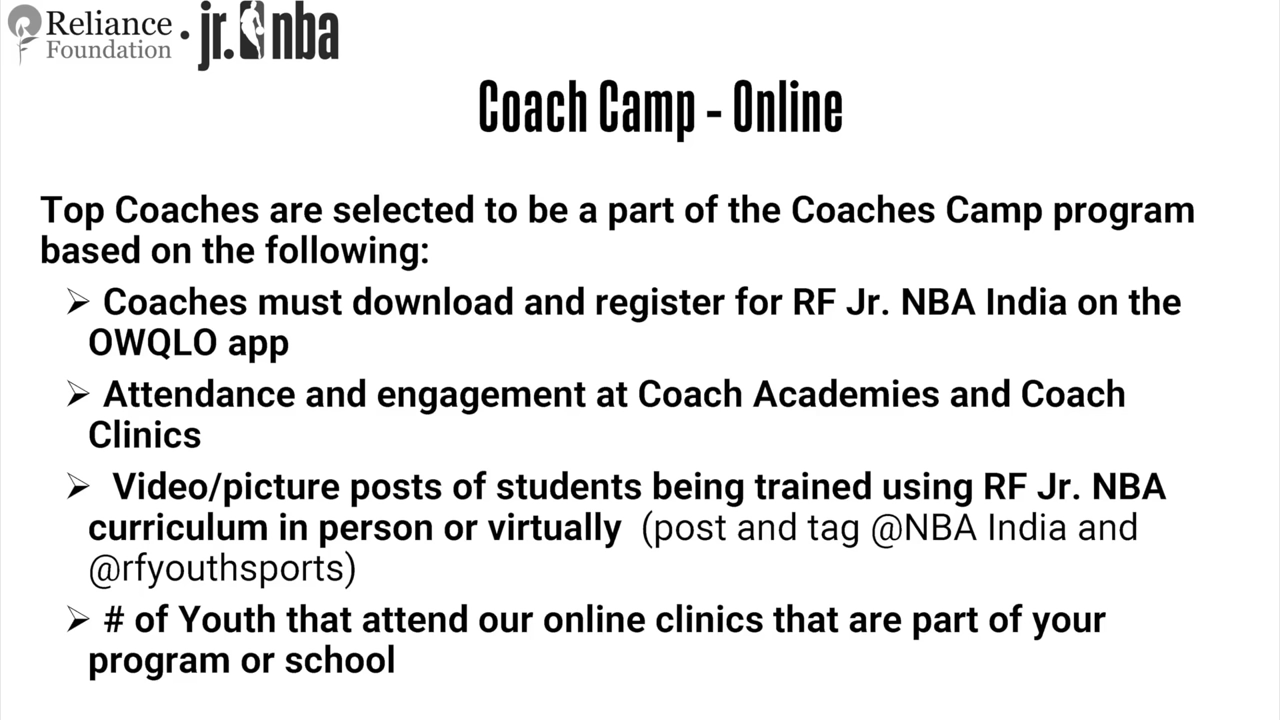 Reliance
Foundation
jr. nba
Coach Camp - Online
Top Coaches are selected to be a part of the Coaches Camp program
based on the following:
➢ Coaches must download and register for RF Jr. NBA India on the
OWQLO app
➢ Attendance and engagement at Coach Academies and Coach
Clinics
➢ Video/picture posts of students being trained using RF Jr. NBA
curriculum in person or virtually (post and tag @NBA India and
@rfyouthsports)
➢ # of Youth that attend our online clinics that are part of your
program or school